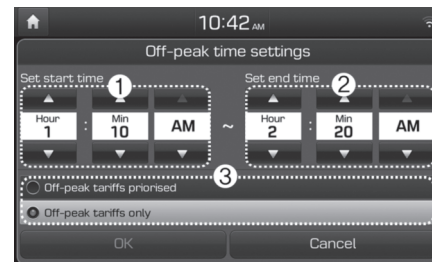 10:42 AM
Off-peak time settings
Set start time 1 Set end time 2
Hour Min Hour Min
1 : 10 AM ~ 2 : 20 AM
3
Off-peak tariffs priorised
Off-peak tariffs only
OK Cancel